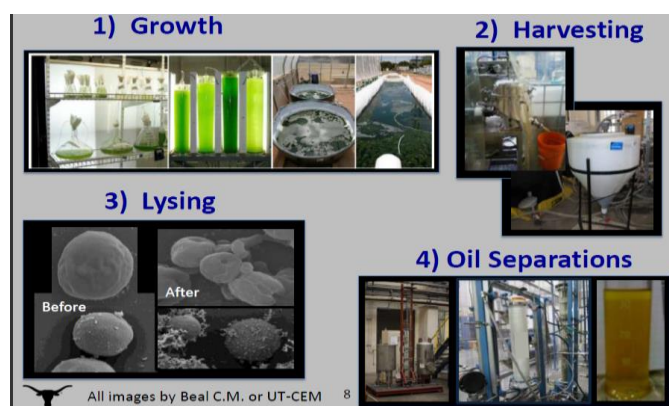 1) Growth
2) Harvesting
3) Lysing
Before
After
4) Oil Separations
All images by Beal C.M. or UT-CEM
8